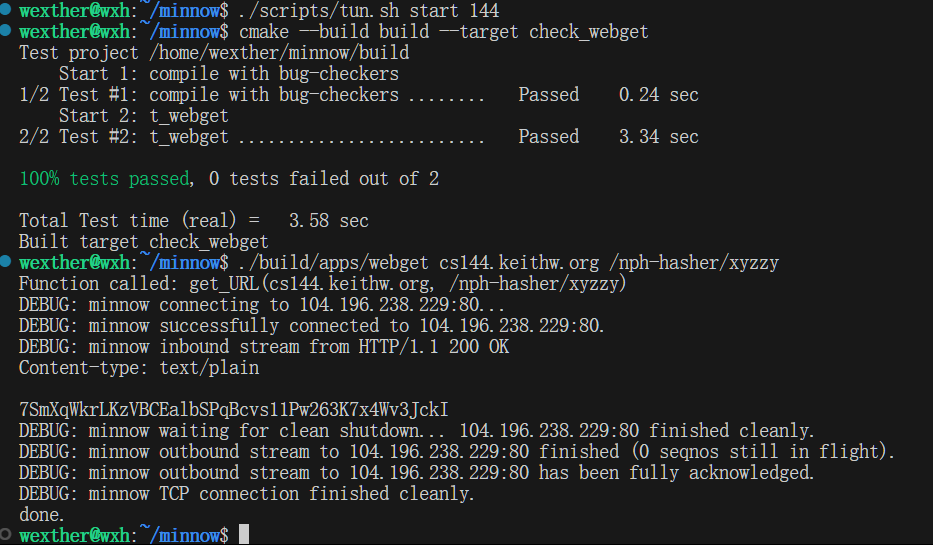 wexther@wxh:~/minnow$ ./scripts/tun.sh start 144
wexther@wxh:~/minnow$ cmake --build build --target check_webget
Test project /home/wexther/minnow/build
    Start 1: compile with bug-checkers
1/2 Test #1: compile with bug-checkers ........   Passed    0.24 sec
    Start 2: t_webget
2/2 Test #2: t_webget .........................   Passed    3.34 sec

100% tests passed, 0 tests failed out of 2

Total Test time (real) =   3.58 sec
Built target check_webget
wexther@wxh:~/minnow$ ./build/apps/webget cs144.keithw.org /nph-hasher/xyzzy
Function called: get_URL(cs144.keithw.org, /nph-hasher/xyzzy)
DEBUG: minnow connecting to 104.196.238.229:80...
DEBUG: minnow successfully connected to 104.196.238.229:80.
DEBUG: minnow inbound stream from HTTP/1.1 200 OK
Content-type: text/plain

7SmXqWkrLKzVBCEalbSPqBcvs11Pw263K7x4Wv3JckI
DEBUG: minnow waiting for clean shutdown... 104.196.238.229:80 finished cleanly.
DEBUG: minnow outbound stream to 104.196.238.229:80 finished (0 seqnos still in flight).
DEBUG: minnow outbound stream to 104.196.238.229:80 has been fully acknowledged.
DEBUG: minnow TCP connection finished cleanly.
done.
wexther@wxh:~/minnow$